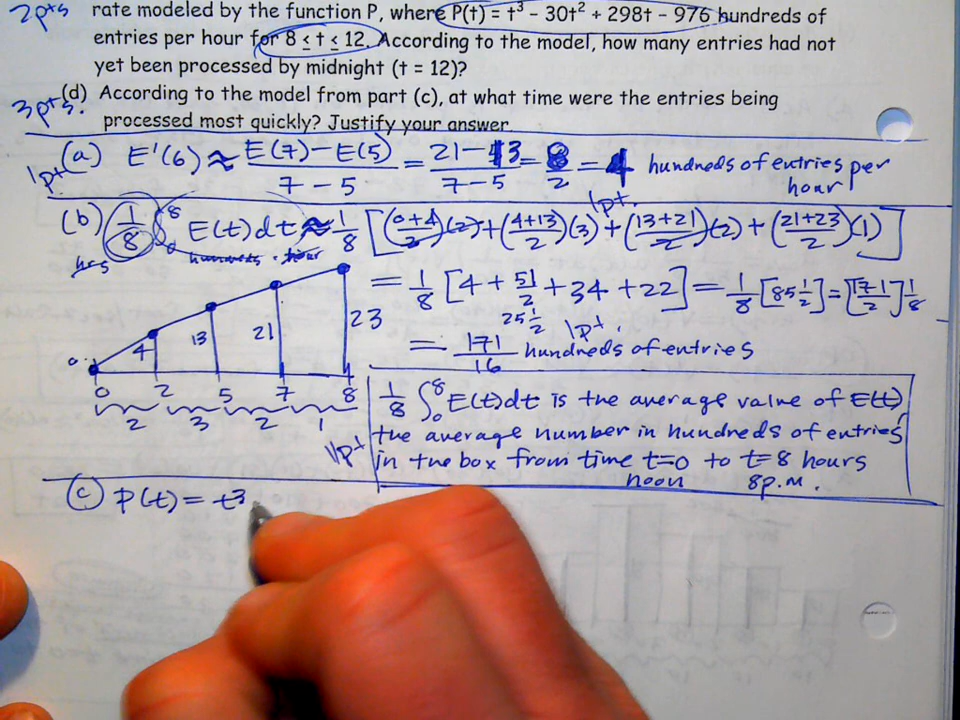 2pts rate modeled by the function P, where P(t) = t³ – 30t² + 298t – 976 hundreds of
entries per hour for 8 ≤ t ≤ 12. According to the model, how many entries had not
yet been processed by midnight (t = 12)?
3pts. (d) According to the model from part (c), at what time were the entries being
processed most quickly? Justify your answer.
1pt (a) E'(6) ≈ E(7)-E(5)/7-5 = 21-13/7-5 = 8/2 = 4 hundreds of entries per hour
1pt.
(b) 1/8 ∫₀⁸ E(t)dt ≈ 1/8 [(0+4/2)(2)+(4+13/2)(3)+(13+21/2)(2)+(21+23/2)(1)]
hrs hundreds · hour
= 1/8 [4 + 51/2 + 34 + 22] = 1/8 [85 1/2] = [171/2] 1/8
25 1/2 1pt.
= 171/16 hundreds of entries
0 4 13 21 23
0 2 5 7 8
2 3 2 1
1/8 ∫₀⁸ E(t)dt is the average value of E(t),
the average number in hundreds of entries
1pt in the box from time t=0 to t=8 hours
noon 8p.m.
(c) P(t) = t³